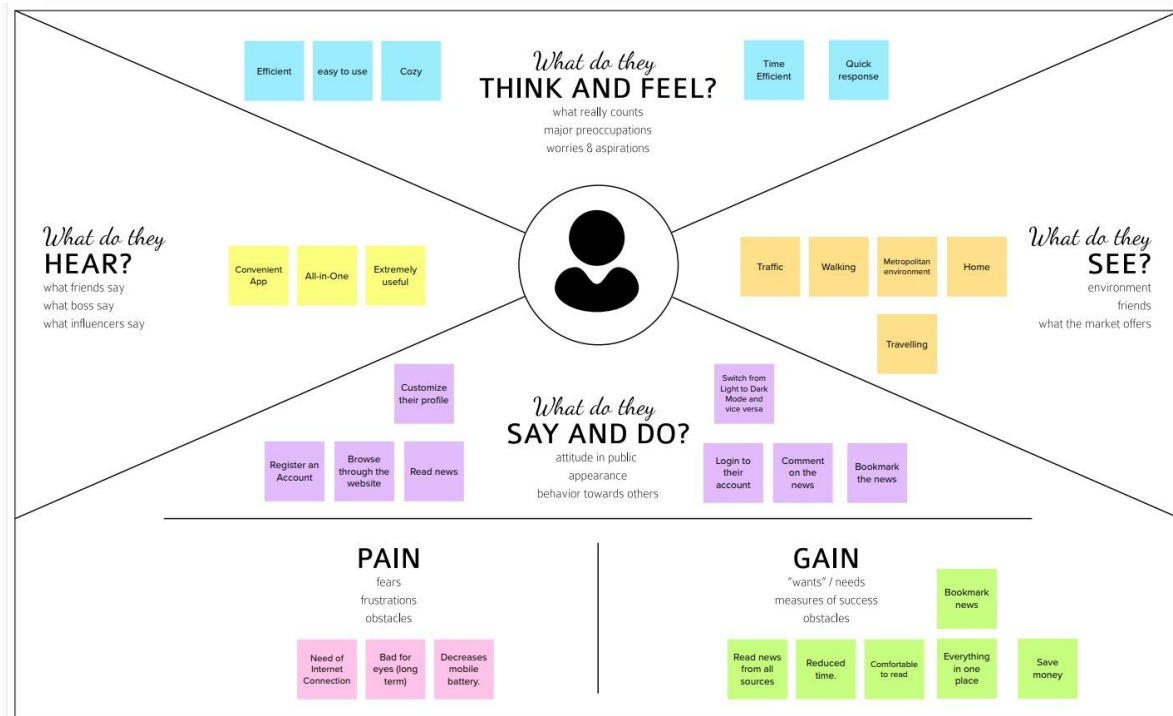 What do they
THINK AND FEEL?
what really counts
major preoccupations
worries & aspirations
Efficient
easy to use
Cozy
Time
Efficient
Quick
response
What do they
HEAR?
what friends say
what boss say
what influencers say
Convenient
App
All-in-One
Extremely
useful
What do they
SEE?
environment
friends
what the market offers
Traffic
Walking
Metropolitan
environment
Home
Travelling
What do they
SAY AND DO?
attitude in public
appearance
behavior towards others
Customize
their profile
Register an
Account
Browse
through the
website
Read news
Switch from
Light to Dark
Mode and
vice versa
Login to
their
account
Comment
on the
news
Bookmark
the news
PAIN
fears
frustrations
obstacles
Need of
Internet
Connection
Bad for
eyes (long
term)
Decreases
mobile
battery.
GAIN
"wants" / needs
measures of success
obstacles
Bookmark
news
Read news
from all
sources
Reduced
time.
Comfortable
to read
Everything
in one
place
Save
money